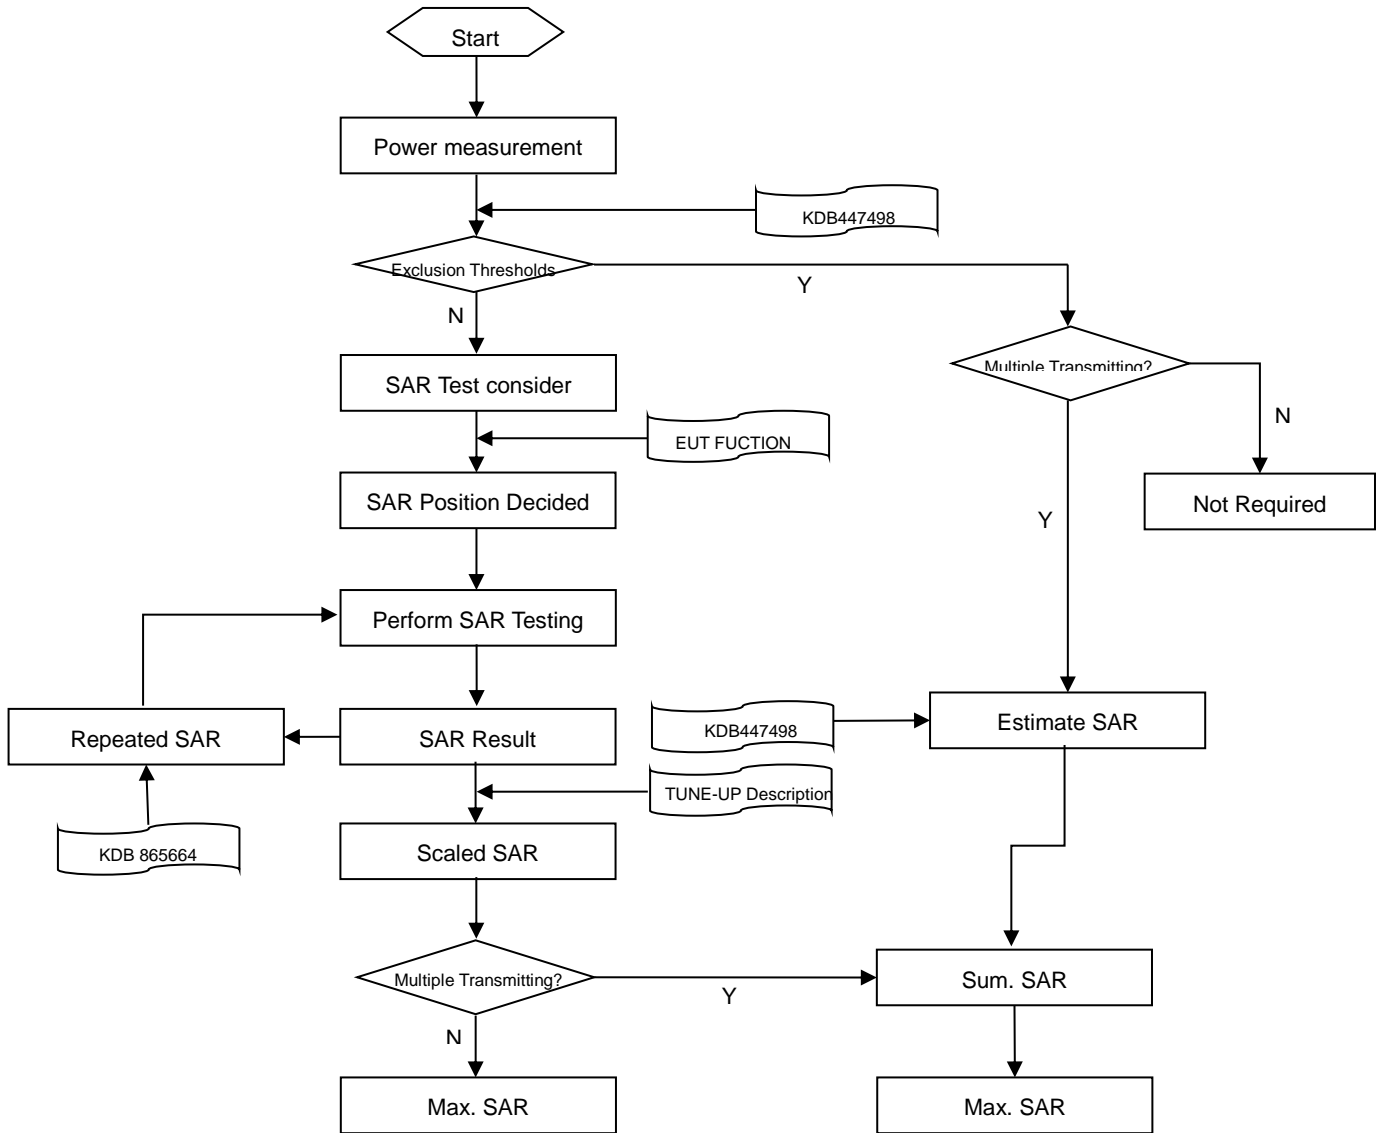 Start
Power measurement
KDB447498
Exclusion Thresholds
Y
N
Multiple Transmitting?
SAR Test consider
N
EUT FUCTION
SAR Position Decided
Not Required
Y
Perform SAR Testing
Repeated SAR
SAR Result
KDB447498
Estimate SAR
TUNE-UP Description
KDB 865664
Scaled SAR
Multiple Transmitting?
Y
Sum. SAR
N
Max. SAR
Max. SAR